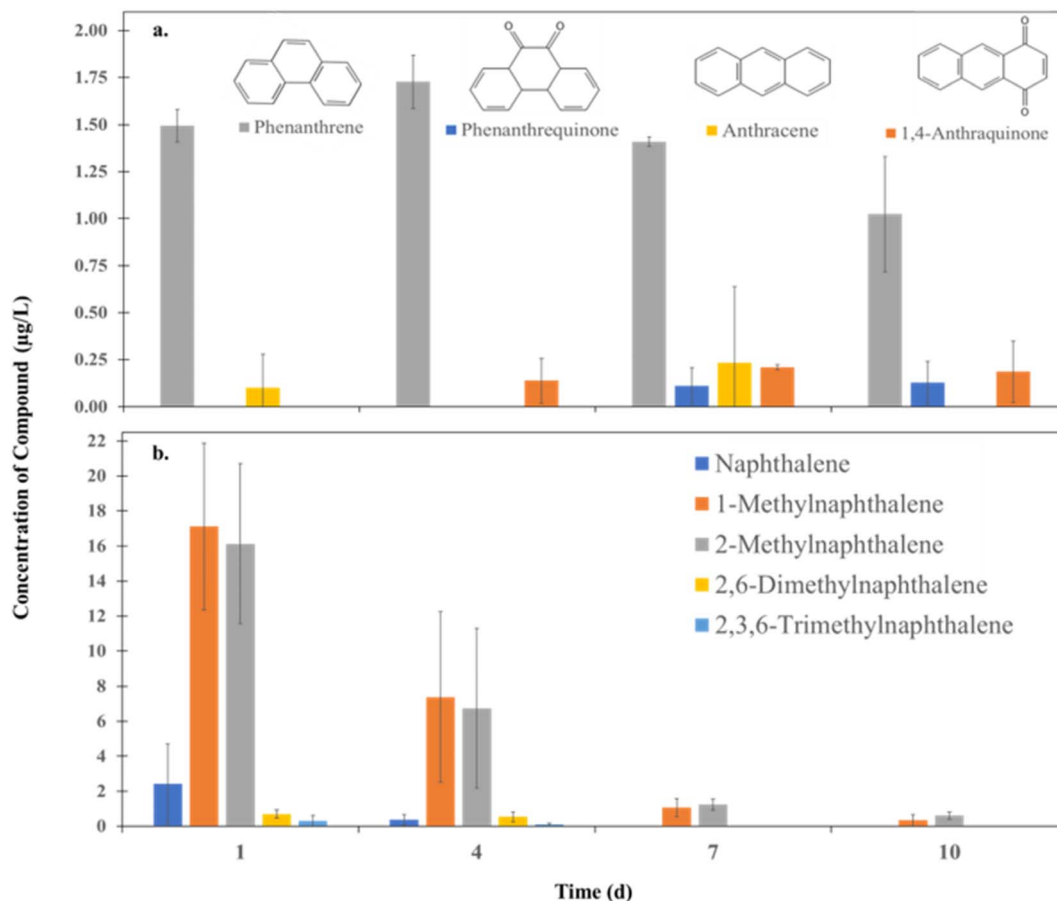 Concentration of Compound (µg/L)
a.
2.00
1.75
1.50
1.25
1.00
0.75
0.50
0.25
0.00
O O
O
O
Phenanthrene Phenanthrequinone Anthracene 1,4-Anthraquinone
b.
22
20
18
16
14
12
10
8
6
4
2
0
Naphthalene
1-Methylnaphthalene
2-Methylnaphthalene
2,6-Dimethylnaphthalene
2,3,6-Trimethylnaphthalene
1 4 7 10
Time (d)